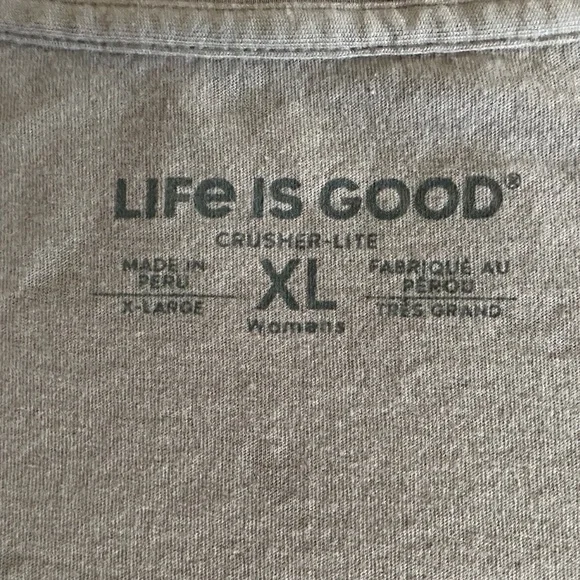 LIFe IS GOOD®
CRUSHER-LITE
MADE IN
PERU
X-LARGE
XL
Womens
FABRIQUÉ AU
PÉROU
TRÈS GRAND